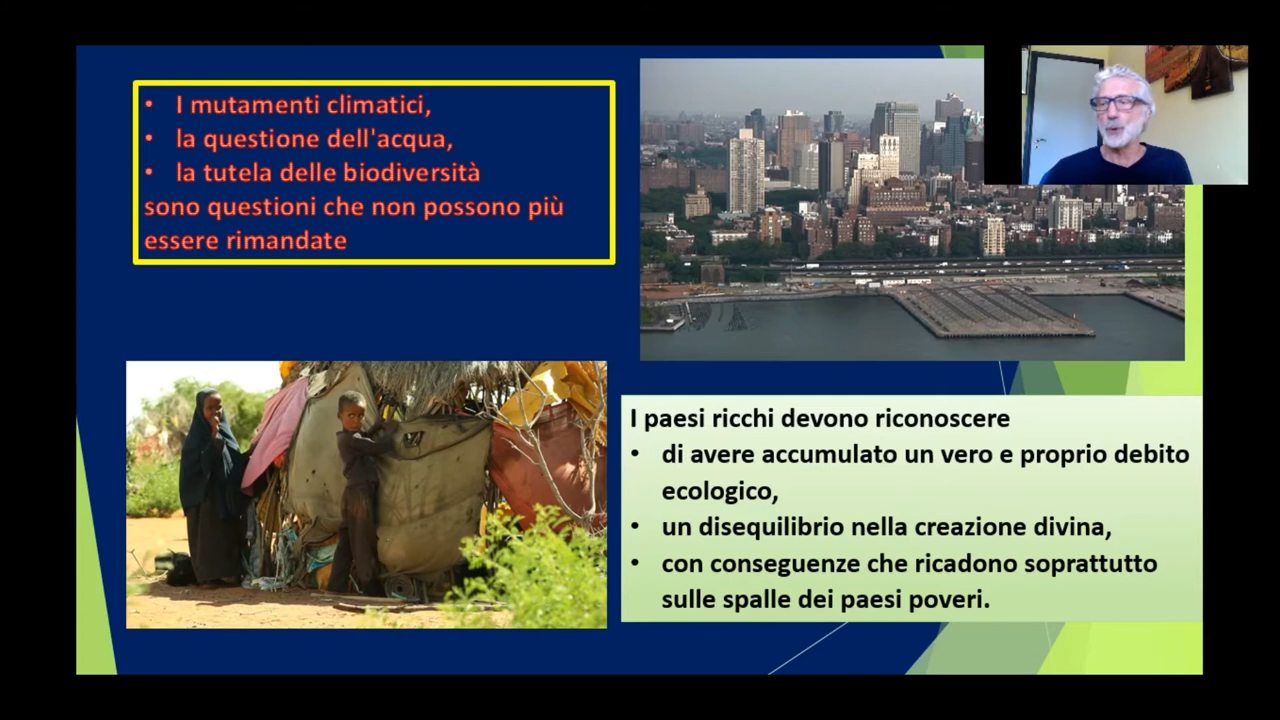 • I mutamenti climatici,
• la questione dell'acqua,
• la tutela delle biodiversità
sono questioni che non possono più
essere rimandate
I paesi ricchi devono riconoscere
• di avere accumulato un vero e proprio debito
ecologico,
• un disequilibrio nella creazione divina,
• con conseguenze che ricadono soprattutto
sulle spalle dei paesi poveri.